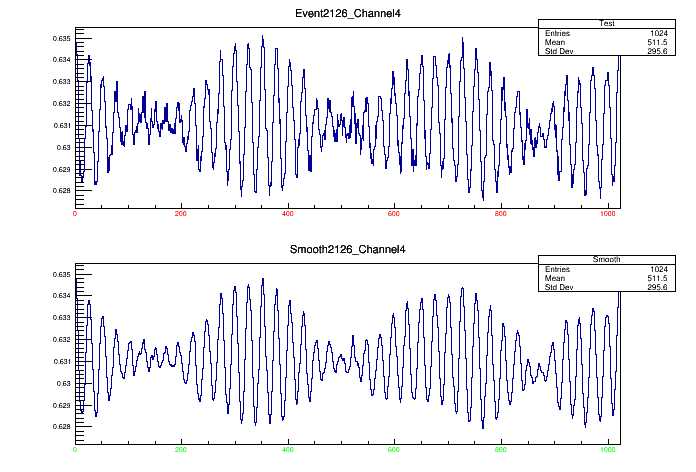 Event2126_Channel4
Test
Entries 1024
Mean 511.5
Std Dev 295.6
0.635
0.634
0.633
0.632
0.631
0.63
0.629
0.628
0 200 400 600 800 1000
Smooth2126_Channel4
Smooth
Entries 1024
Mean 511.5
Std Dev 295.6
0.635
0.634
0.633
0.632
0.631
0.63
0.629
0.628
0 200 400 600 800 1000